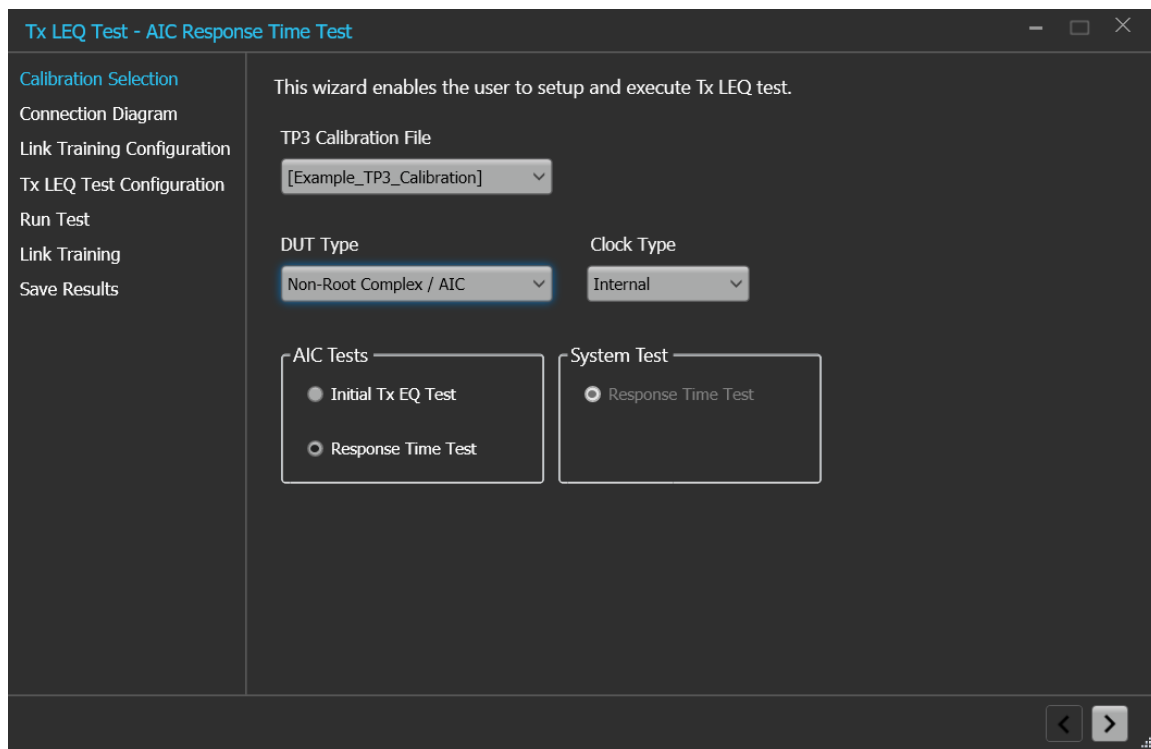 Tx LEQ Test - AIC Response Time Test
Calibration Selection
Connection Diagram
Link Training Configuration
Tx LEQ Test Configuration
Run Test
Link Training
Save Results
This wizard enables the user to setup and execute Tx LEQ test.
TP3 Calibration File
[Example_TP3_Calibration]
DUT Type
Clock Type
Non-Root Complex / AIC
Internal
AIC Tests
System Test
Initial Tx EQ Test
Response Time Test
Response Time Test